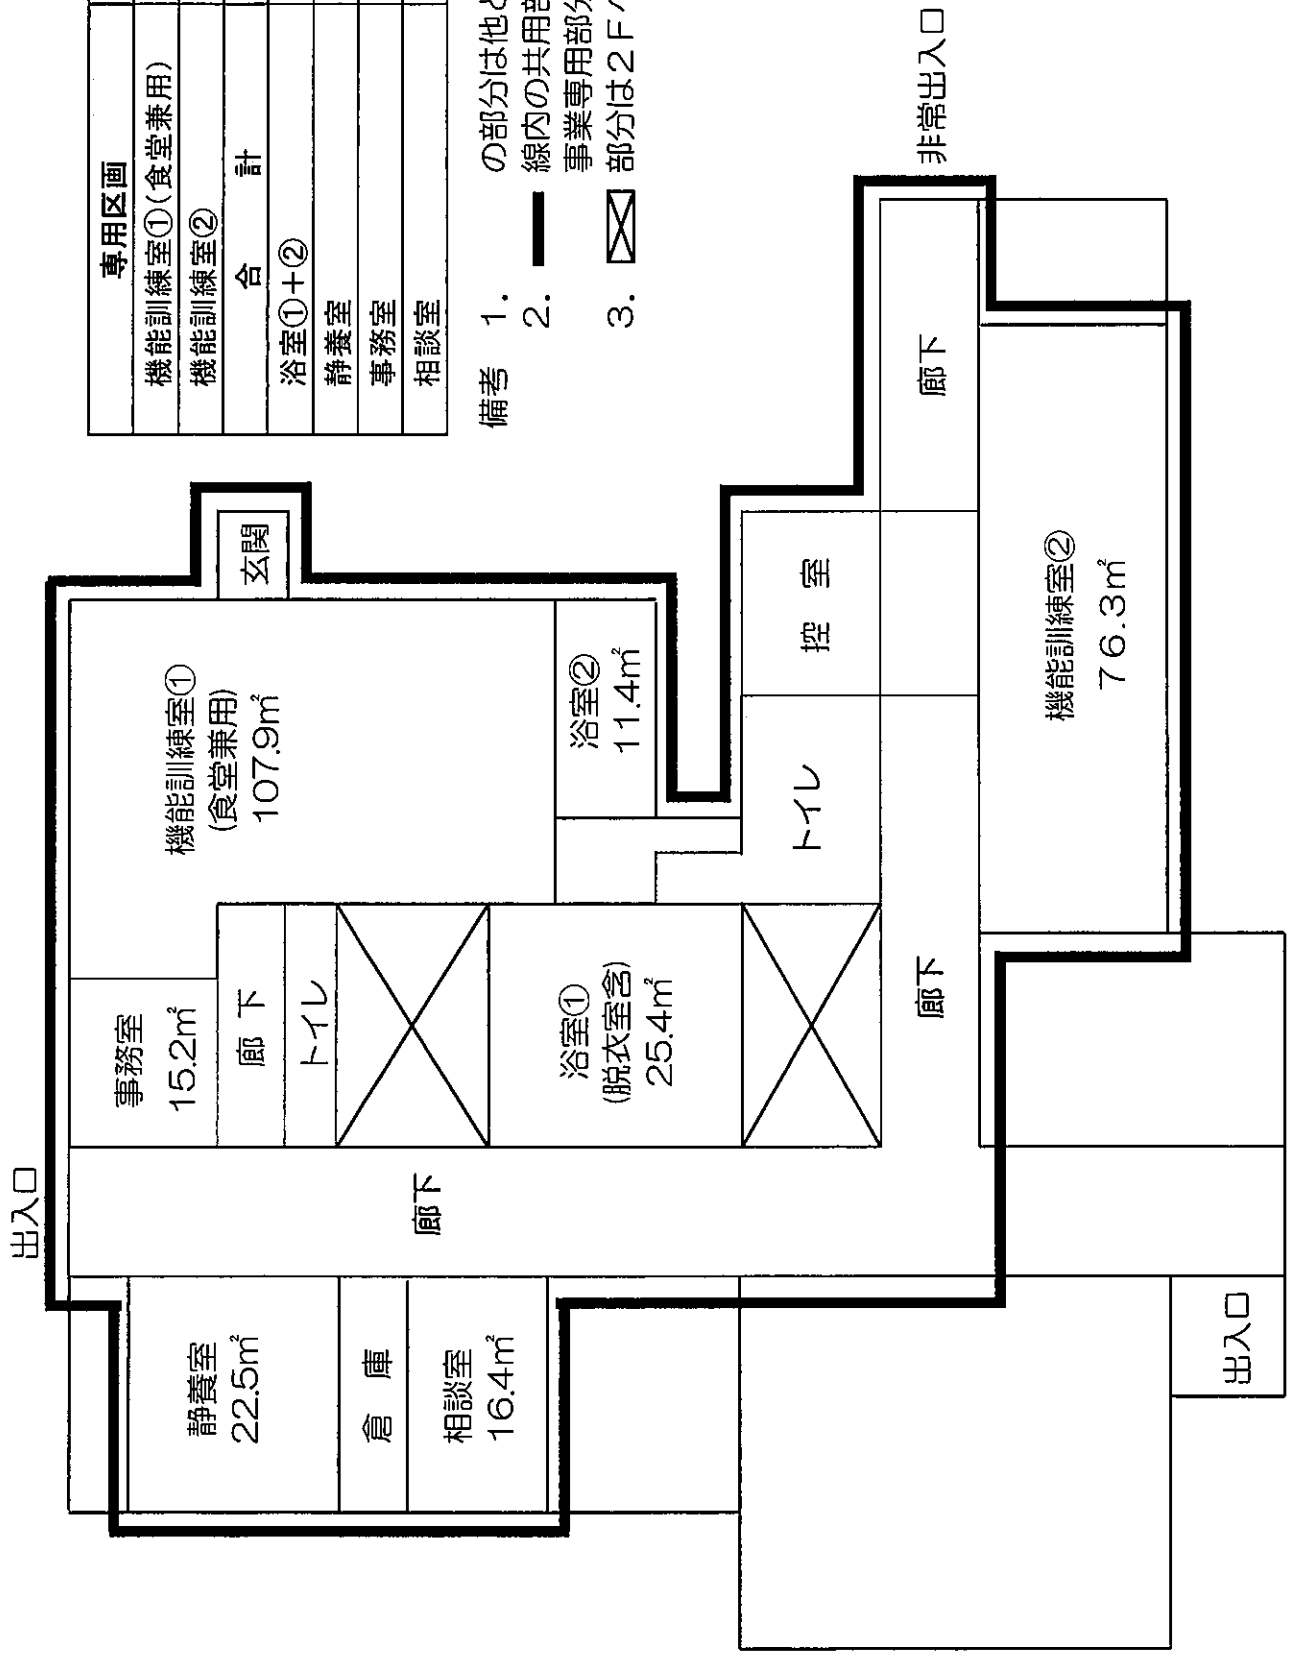 専用区画
機能訓練室①(食堂兼用)
機能訓練室②
合計
浴室①+②
静養室
事務室
相談室
備考 1. の部分は他と
2. 線内の共用部
事業専用部分
3. 部分は2F
出入口
事務室
15.2㎡
機能訓練室①
(食堂兼用)
107.9㎡
玄関
廊下
トイレ
静養室
22.5㎡
倉庫
相談室
16.4㎡
廊下
浴室①
(脱衣室含)
25.4㎡
浴室②
11.4㎡
トイレ
控室
廊下
廊下
非常出入口
機能訓練室②
76.3㎡
出入口